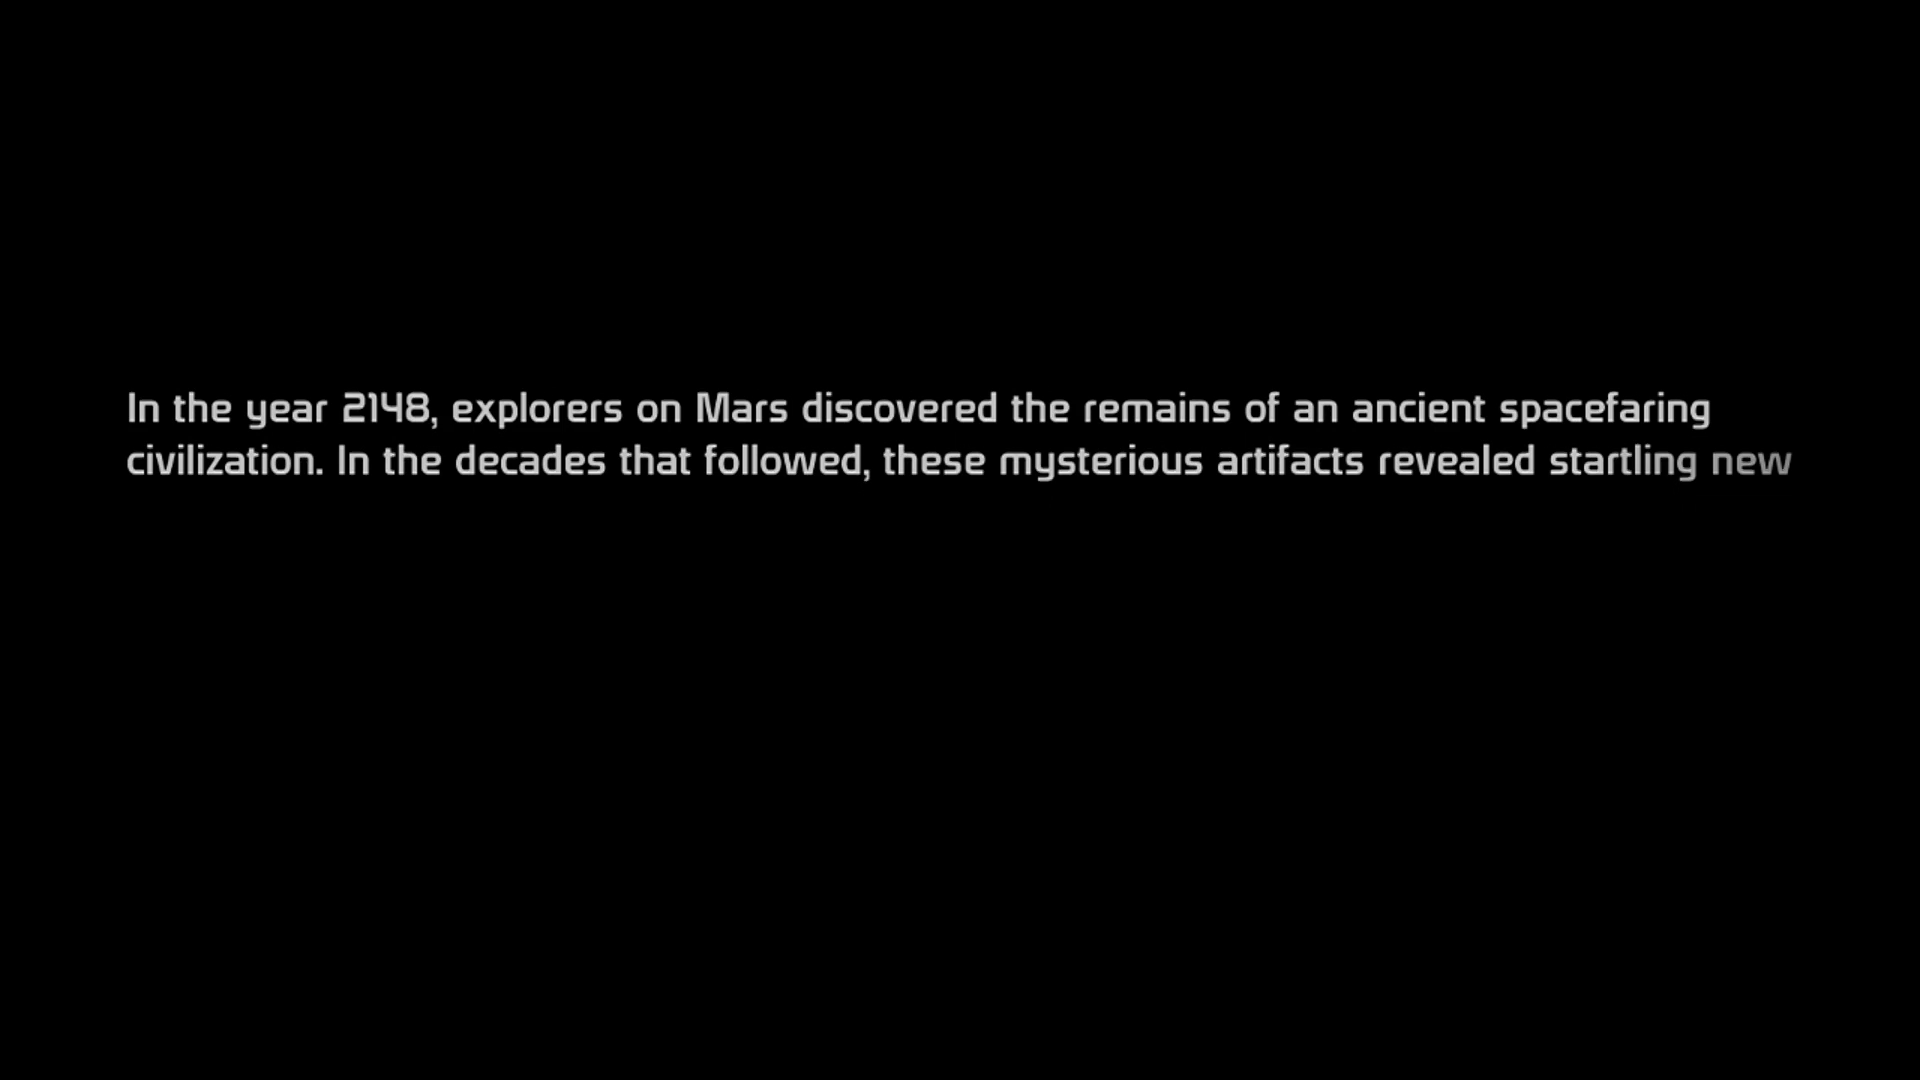 In the year 2148, explorers on Mars discovered the remains of an ancient spacefaring
civilization. In the decades that followed, these mysterious artifacts revealed startling new